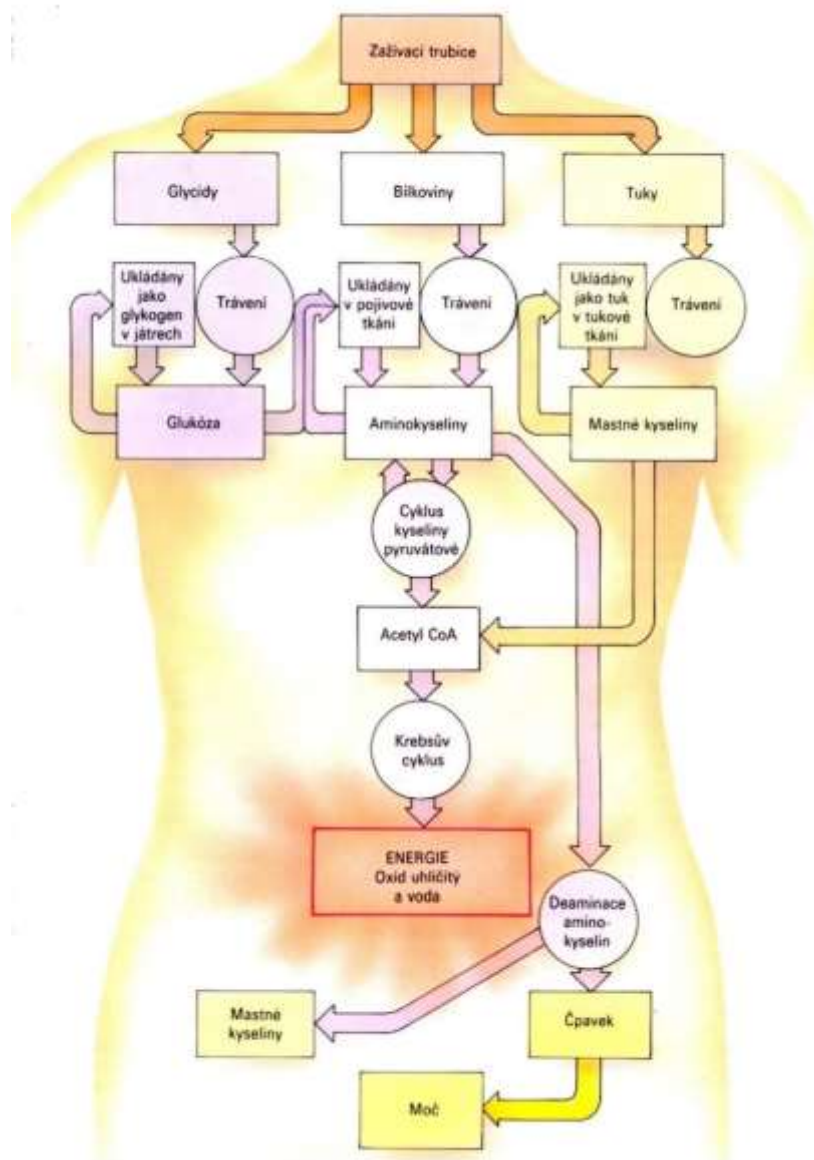 Zažívací trubice
Glycidy
Bílkoviny
Tuky
Ukládány
jako
glykogen
v játrech
Trávení
Ukládány
v pojivové
tkáni
Trávení
Ukládány
jako tuk
v tukové
tkáni
Trávení
Glukóza
Aminokyseliny
Mastné kyseliny
Cyklus
kyseliny
pyruvátové
Acetyl CoA
Krebsův
cyklus
ENERGIE
Oxid uhličitý
a voda
Deaminace
amino-
kyselin
Mastné
kyseliny
Čpavek
Moč